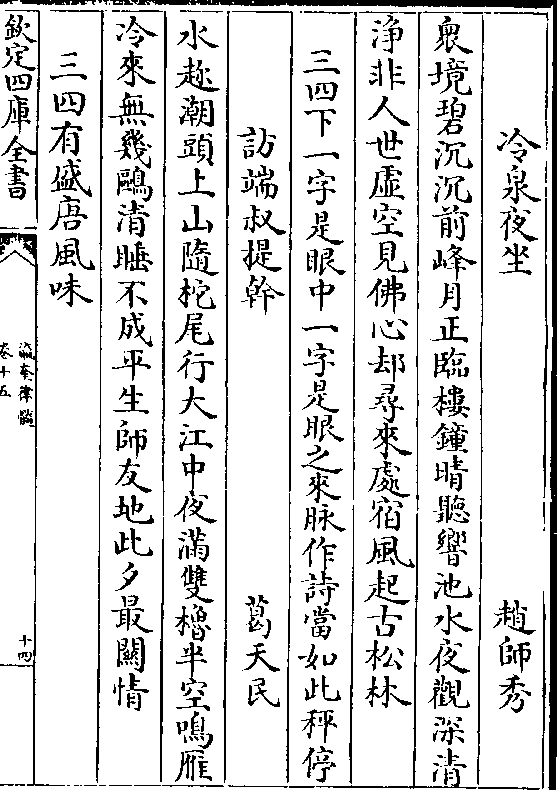 冷泉夜坐　趙師秀
衆境碧沉沉前峰月正臨樓鐘晴聽響池水夜觀深清
淨非人世虛空見佛心却尋來處宿風起古松林
三四下一字是眼中一字是眼之來脉作詩當如此秤停
訪端叔提幹　葛天民
水趂潮頭上山隨柁尾行大江中夜滿雙櫓半空鳴雁
冷來無幾鷗清睡不成平生師友地此夕最關情
三四有盛唐風味
欽定四庫全書
瀛奎律髓
卷十五
十四